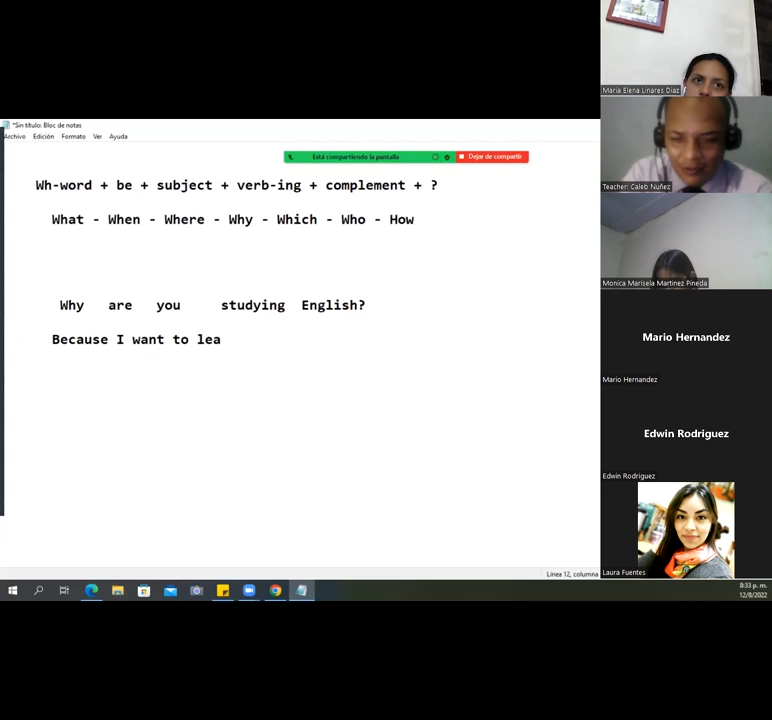 *Sin título: Bloc de notas
Archivo Edición Formato Ver Ayuda
Está compartiendo la pantalla
Dejar de compartir
Wh-word + be + subject + verb-ing + complement + ?
What - When - Where - Why - Which - Who - How
Why are you studying English?
Because I want to lea
Línea 12, columna
Maria Elena Linares Diaz
Teacher: Caleb Nuñez
Monica Marisela Martinez Pineda
Mario Hernandez
Mario Hernandez
Edwin Rodriguez
Edwin Rodriguez
Laura Fuentes
8:33 p. m.
12/8/2022